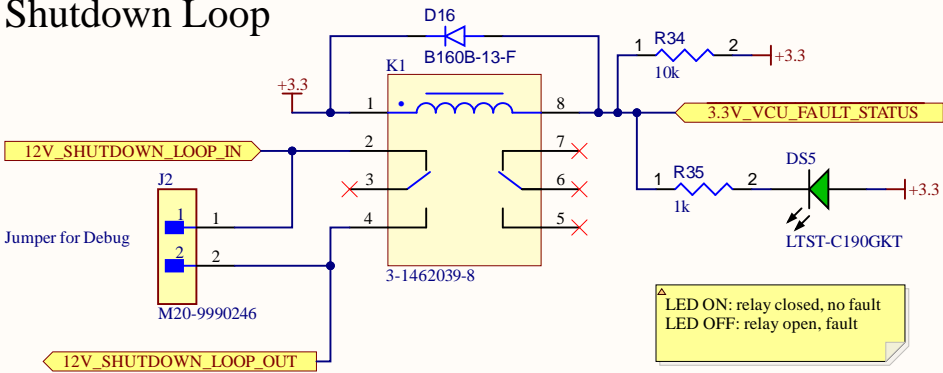 Shutdown Loop
D16
B160B-13-F
K1
R34
1
2
10k
+3.3
+3.3
1
8
3.3V_VCU_FAULT_STATUS
12V_SHUTDOWN_LOOP_IN
2
7
3
6
4
5
J2
1
1
2
2
Jumper for Debug
M20-9990246
3-1462039-8
R35
1
2
1k
DS5
+3.3
LTST-C190GKT
LED ON: relay closed, no fault
LED OFF: relay open, fault
12V_SHUTDOWN_LOOP_OUT